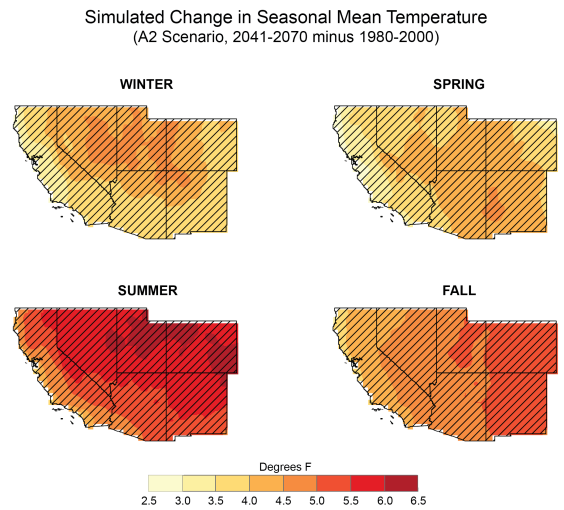 Simulated Change in Seasonal Mean Temperature
(A2 Scenario, 2041-2070 minus 1980-2000)
WINTER SPRING
SUMMER FALL
Degrees F
2.5 3.0 3.5 4.0 4.5 5.0 5.5 6.0 6.5